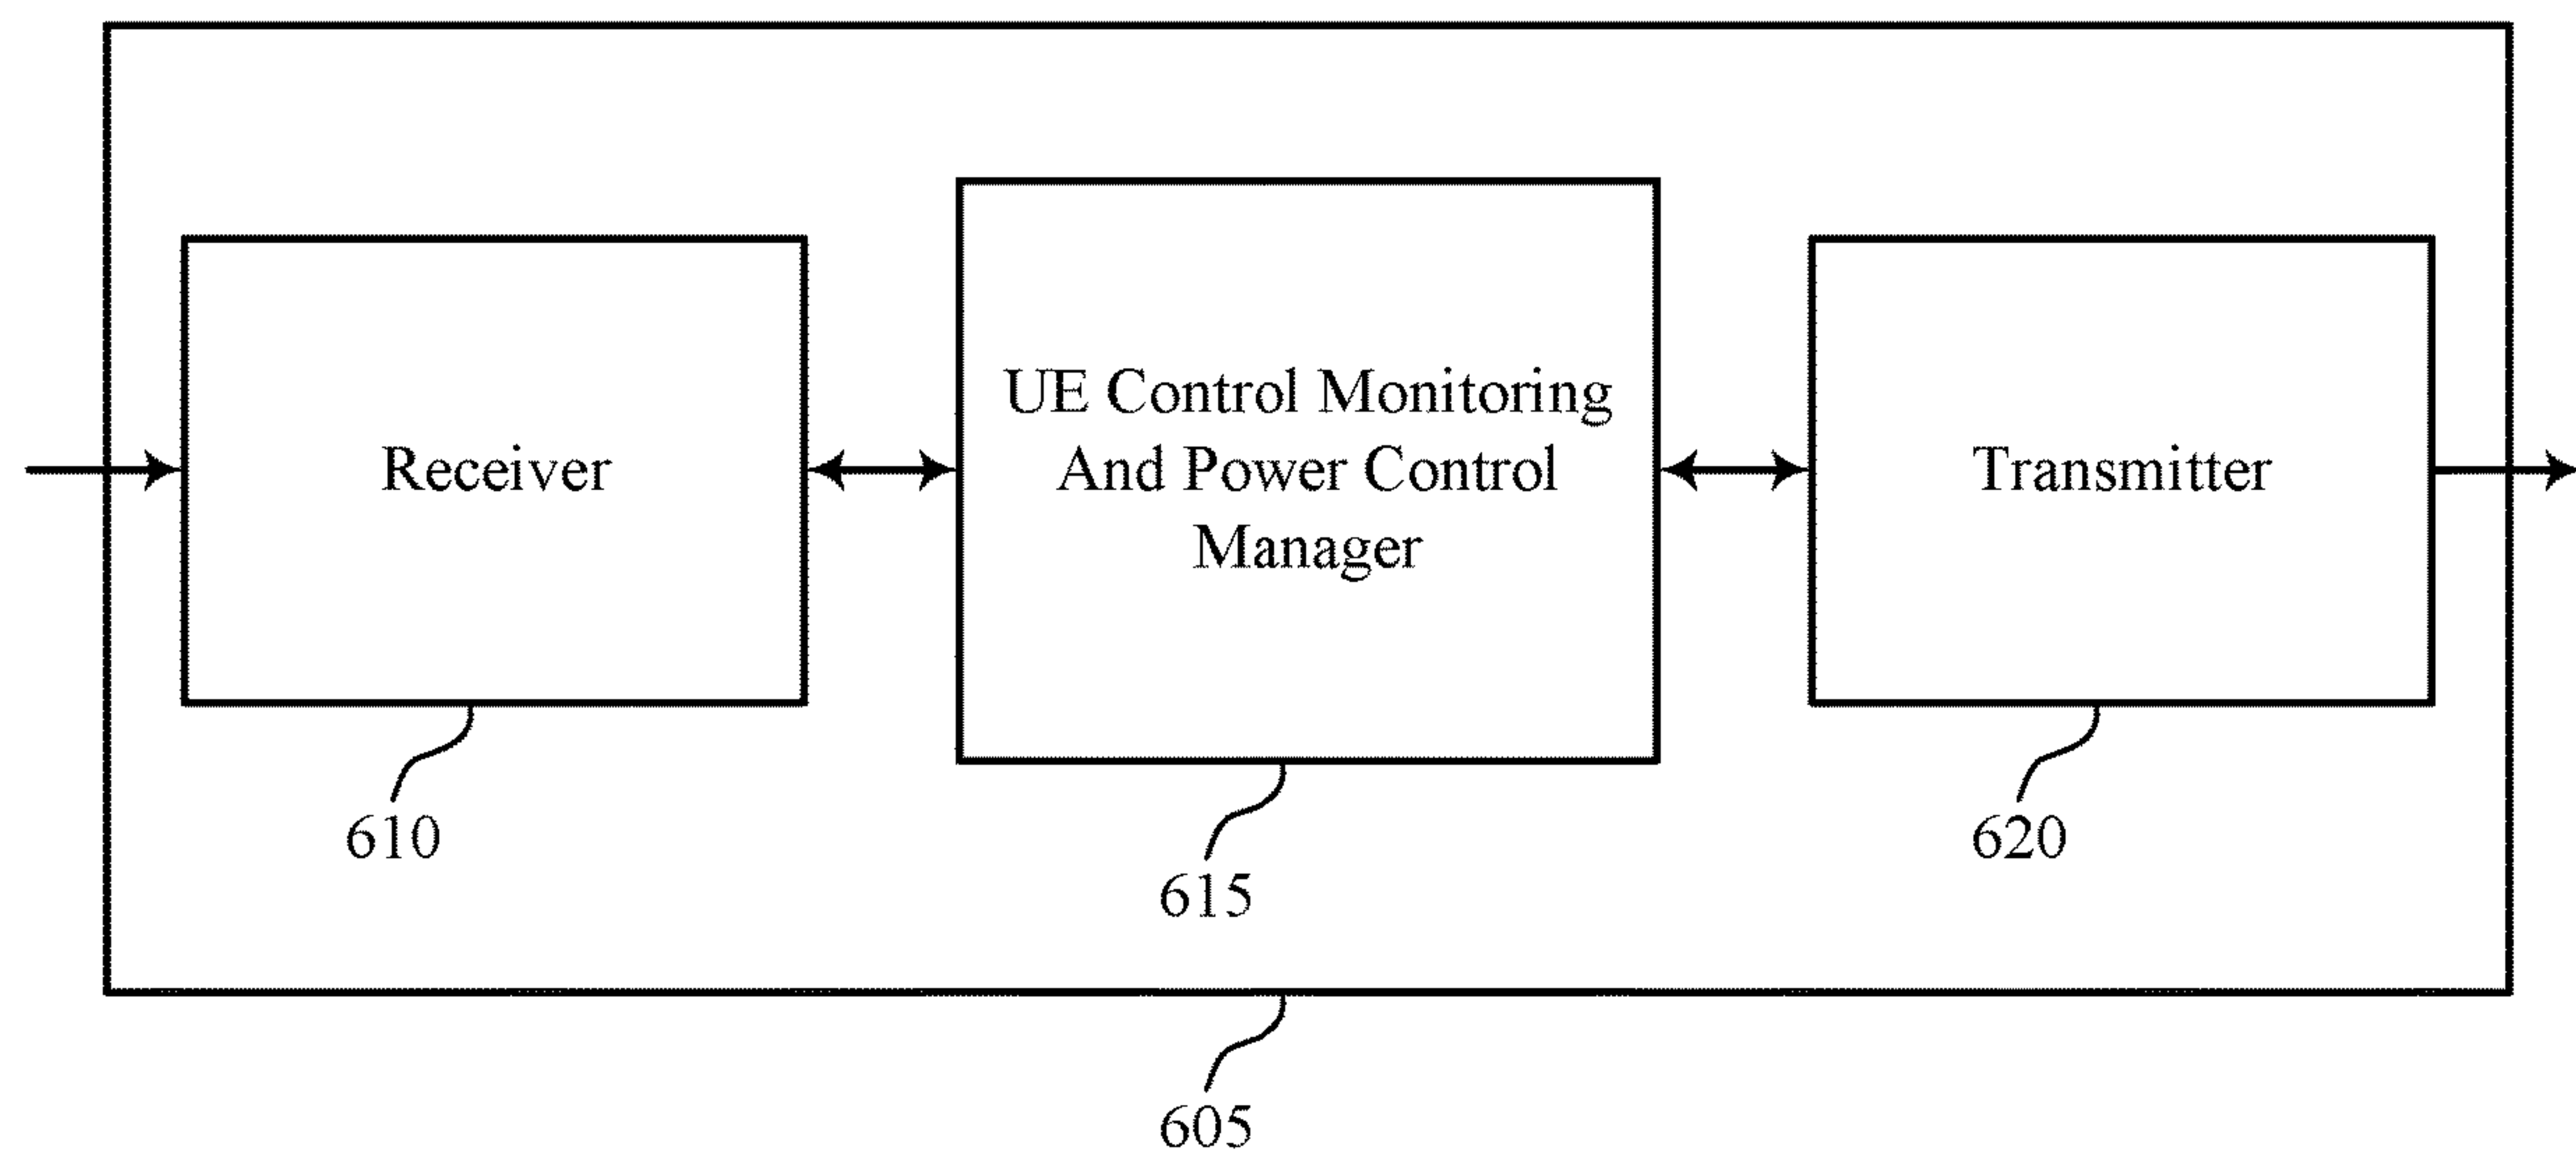 Receiver
UE Control Monitoring
And Power Control
Manager
Transmitter
610
615
620
605